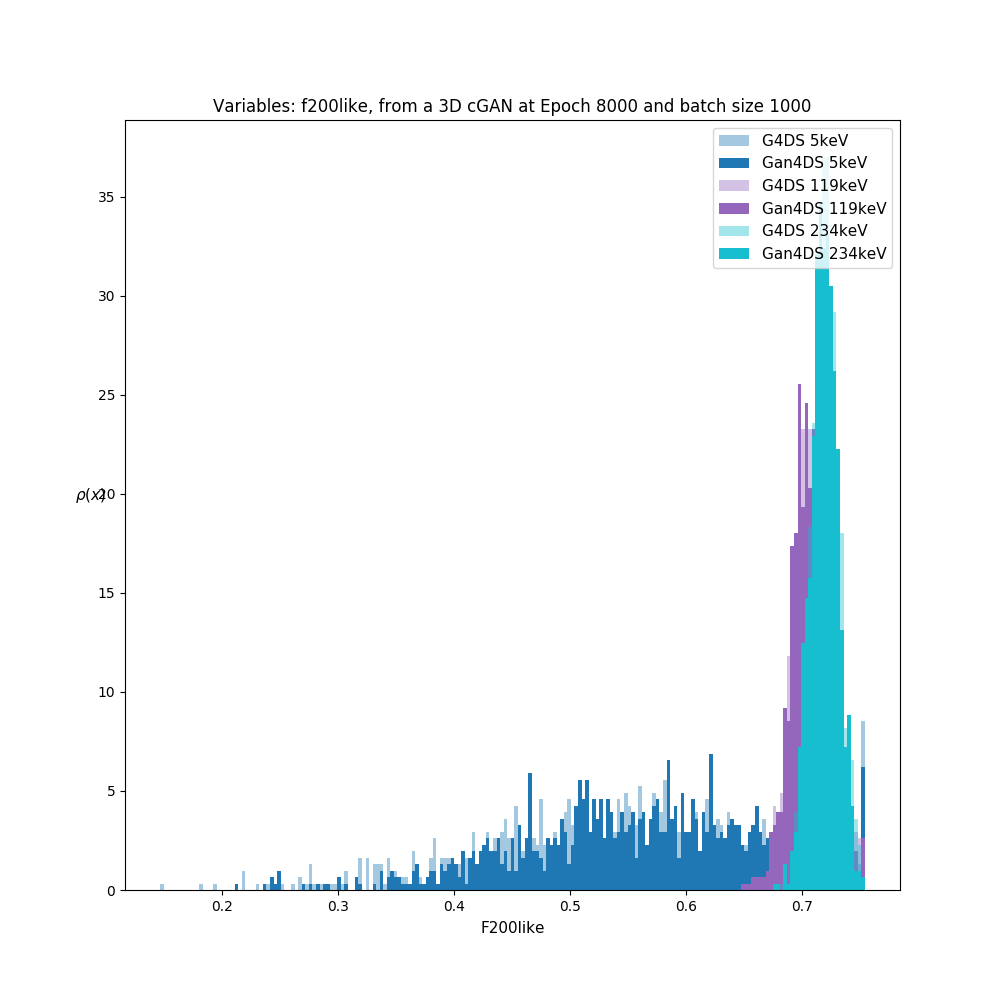 Variables: f200like, from a 3D cGAN at Epoch 8000 and batch size 1000
G4DS 5keV
Gan4DS 5keV
G4DS 119keV
Gan4DS 119keV
G4DS 234keV
Gan4DS 234keV
35
30
25
ρ(x)
20
15
10
5
0
0.2 0.3 0.4 0.5 0.6 0.7
F200like